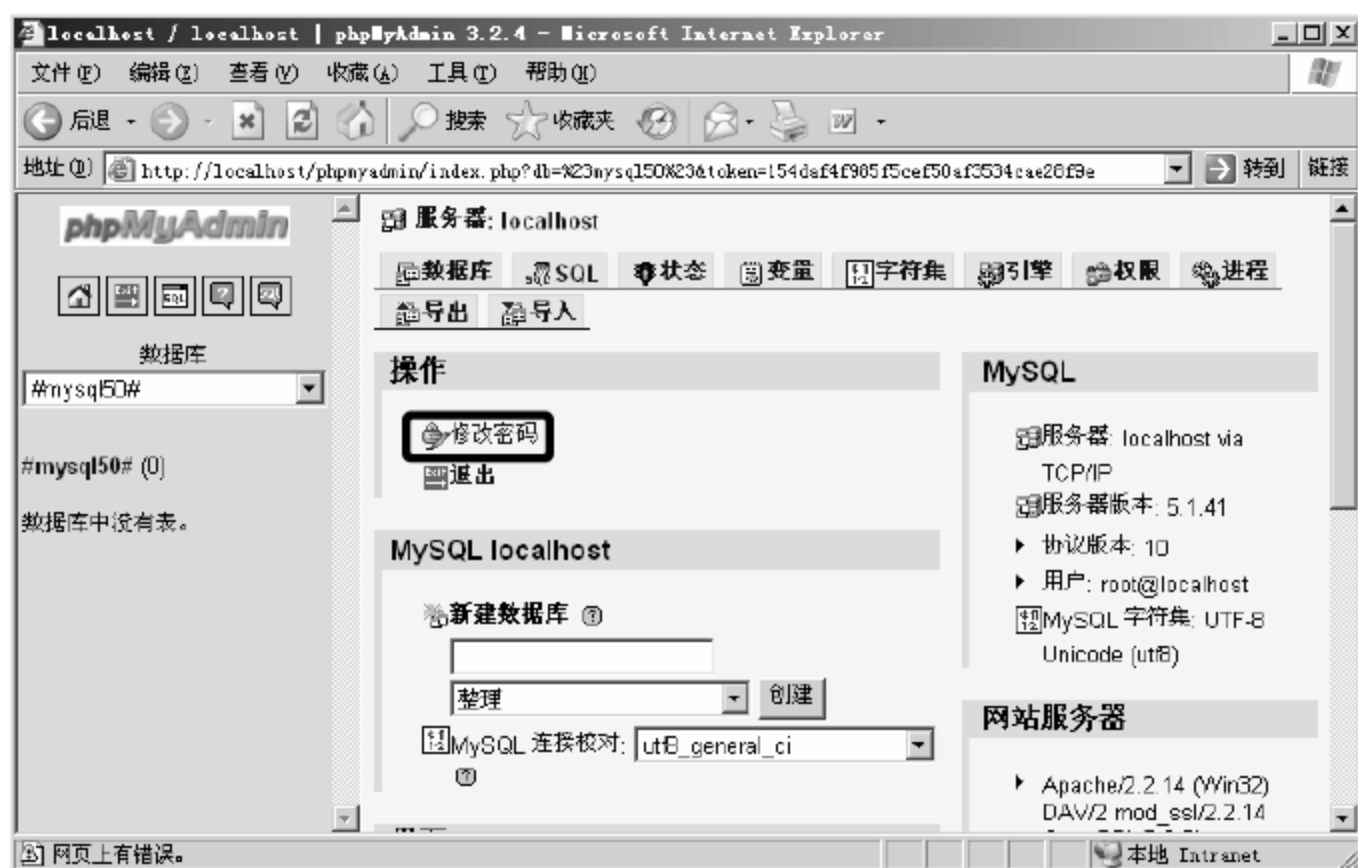 localhost / localhost | phpMyAdmin 3.2.4 - Microsoft Internet Explorer
文件(F) 编辑(E) 查看(V) 收藏(A) 工具(T) 帮助(H)
后退 搜索 收藏夹
地址(D) http://localhost/phpmyadmin/index.php?db=%23mysql50%23&token=154daf4f985f5cef50af3534cae28f9e 转到 链接
phpMyAdmin
数据库
#mysql50#
#mysql50# (0)
数据库中没有表。
服务器: localhost
数据库 SQL 状态 变量 字符集 引擎 权限 进程
导出 导入
操作
修改密码
退出
MySQL localhost
新建数据库
整理 创建
MySQL 连接校对: utf8_general_ci
MySQL
服务器: localhost via
TCP/IP
服务器版本: 5.1.41
协议版本: 10
用户: root@localhost
MySQL 字符集: UTF-8
Unicode (utf8)
网站服务器
Apache/2.2.14 (Win32)
DAV/2 mod_ssl/2.2.14
网页上有错误。 本地 Intranet